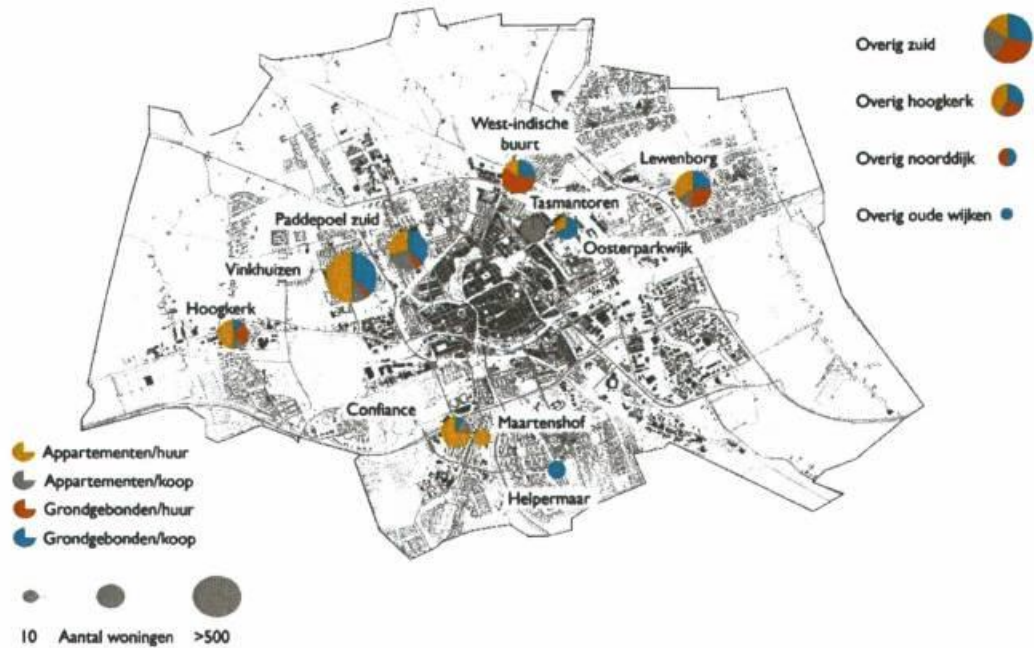 Overig zuid
Overig hoogkerk
Overig noorddijk
Overig oude wijken
West-indische
buurt
Lewenborg
Tasmantoren
Paddepoel zuid
Oosterparkwijk
Vinkhuizen
Hoogkerk
Confiance
Maartenshof
Helpermaar
Appartementen/huur
Appartementen/koop
Grondgebonden/huur
Grondgebonden/koop
10 Aantal woningen >500